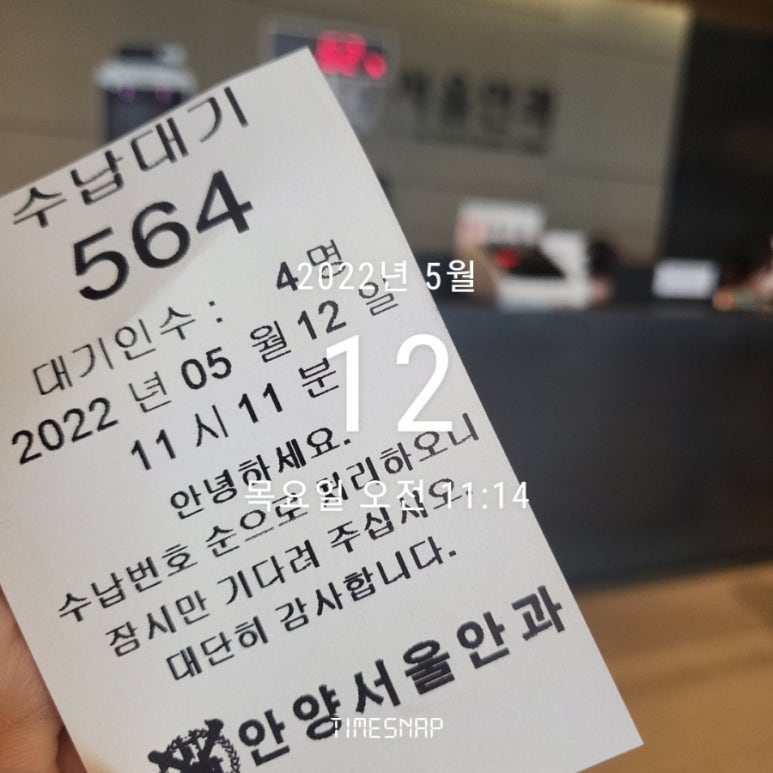 수납대기
564
대기인수 : 4명
2022 년 05 월 12 일
11 시 11 분
안녕하세요.
수납번호 순으로 처리하오니
잠시만 기다려 주십시오.
대단히 감사합니다.
안양서울안과
2022년 5월
12
목요일 오전 11:14
TIMESNAP
서울안과